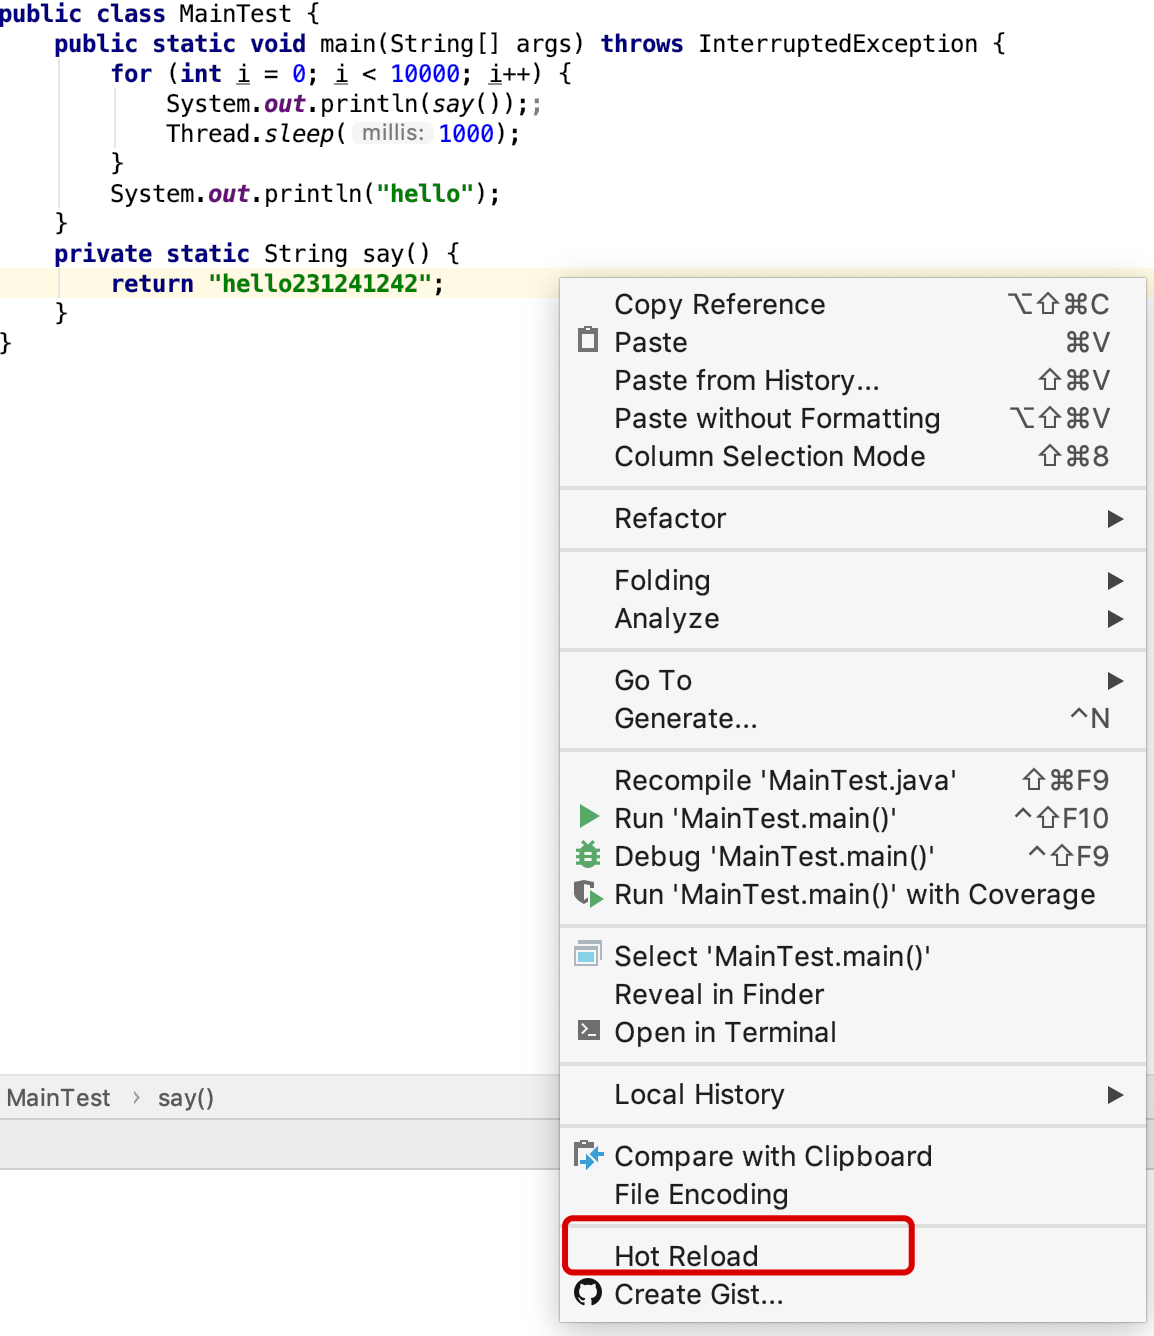 public class MainTest {
public static void main(String[] args) throws InterruptedException {
for (int i = 0; i < 10000; i++) {
System.out.println(say());;
Thread.sleep( millis: 1000);
}
System.out.println("hello");
}
private static String say() {
return "hello231241242";
}
}
Copy Reference ⌥⇧⌘C
Paste ⌘V
Paste from History... ⇧⌘V
Paste without Formatting ⌥⇧⌘V
Column Selection Mode ⇧⌘8
Refactor
Folding
Analyze
Go To
Generate... ^N
Recompile 'MainTest.java' ⇧⌘F9
Run 'MainTest.main()' ^⇧F10
Debug 'MainTest.main()' ^⇧F9
Run 'MainTest.main()' with Coverage
Select 'MainTest.main()'
Reveal in Finder
Open in Terminal
Local History
Compare with Clipboard
File Encoding
Hot Reload
Create Gist...
MainTest › say()